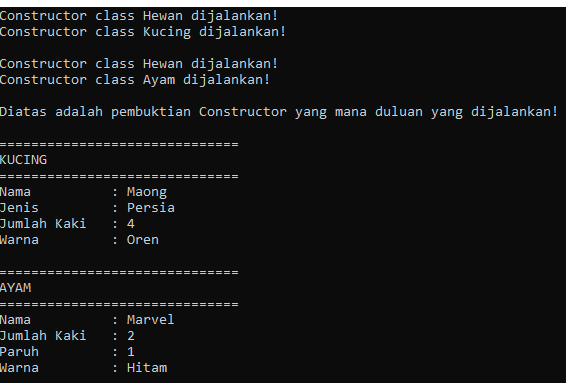 Constructor class Hewan dijalankan!
Constructor class Kucing dijalankan!
Constructor class Hewan dijalankan!
Constructor class Ayam dijalankan!
Diatas adalah pembuktian Constructor yang mana duluan yang dijalankan!
==============================
KUCING
==============================
Nama          : Maong
Jenis         : Persia
Jumlah Kaki   : 4
Warna         : Oren
==============================
AYAM
==============================
Nama          : Marvel
Jumlah Kaki   : 2
Paruh         : 1
Warna         : Hitam